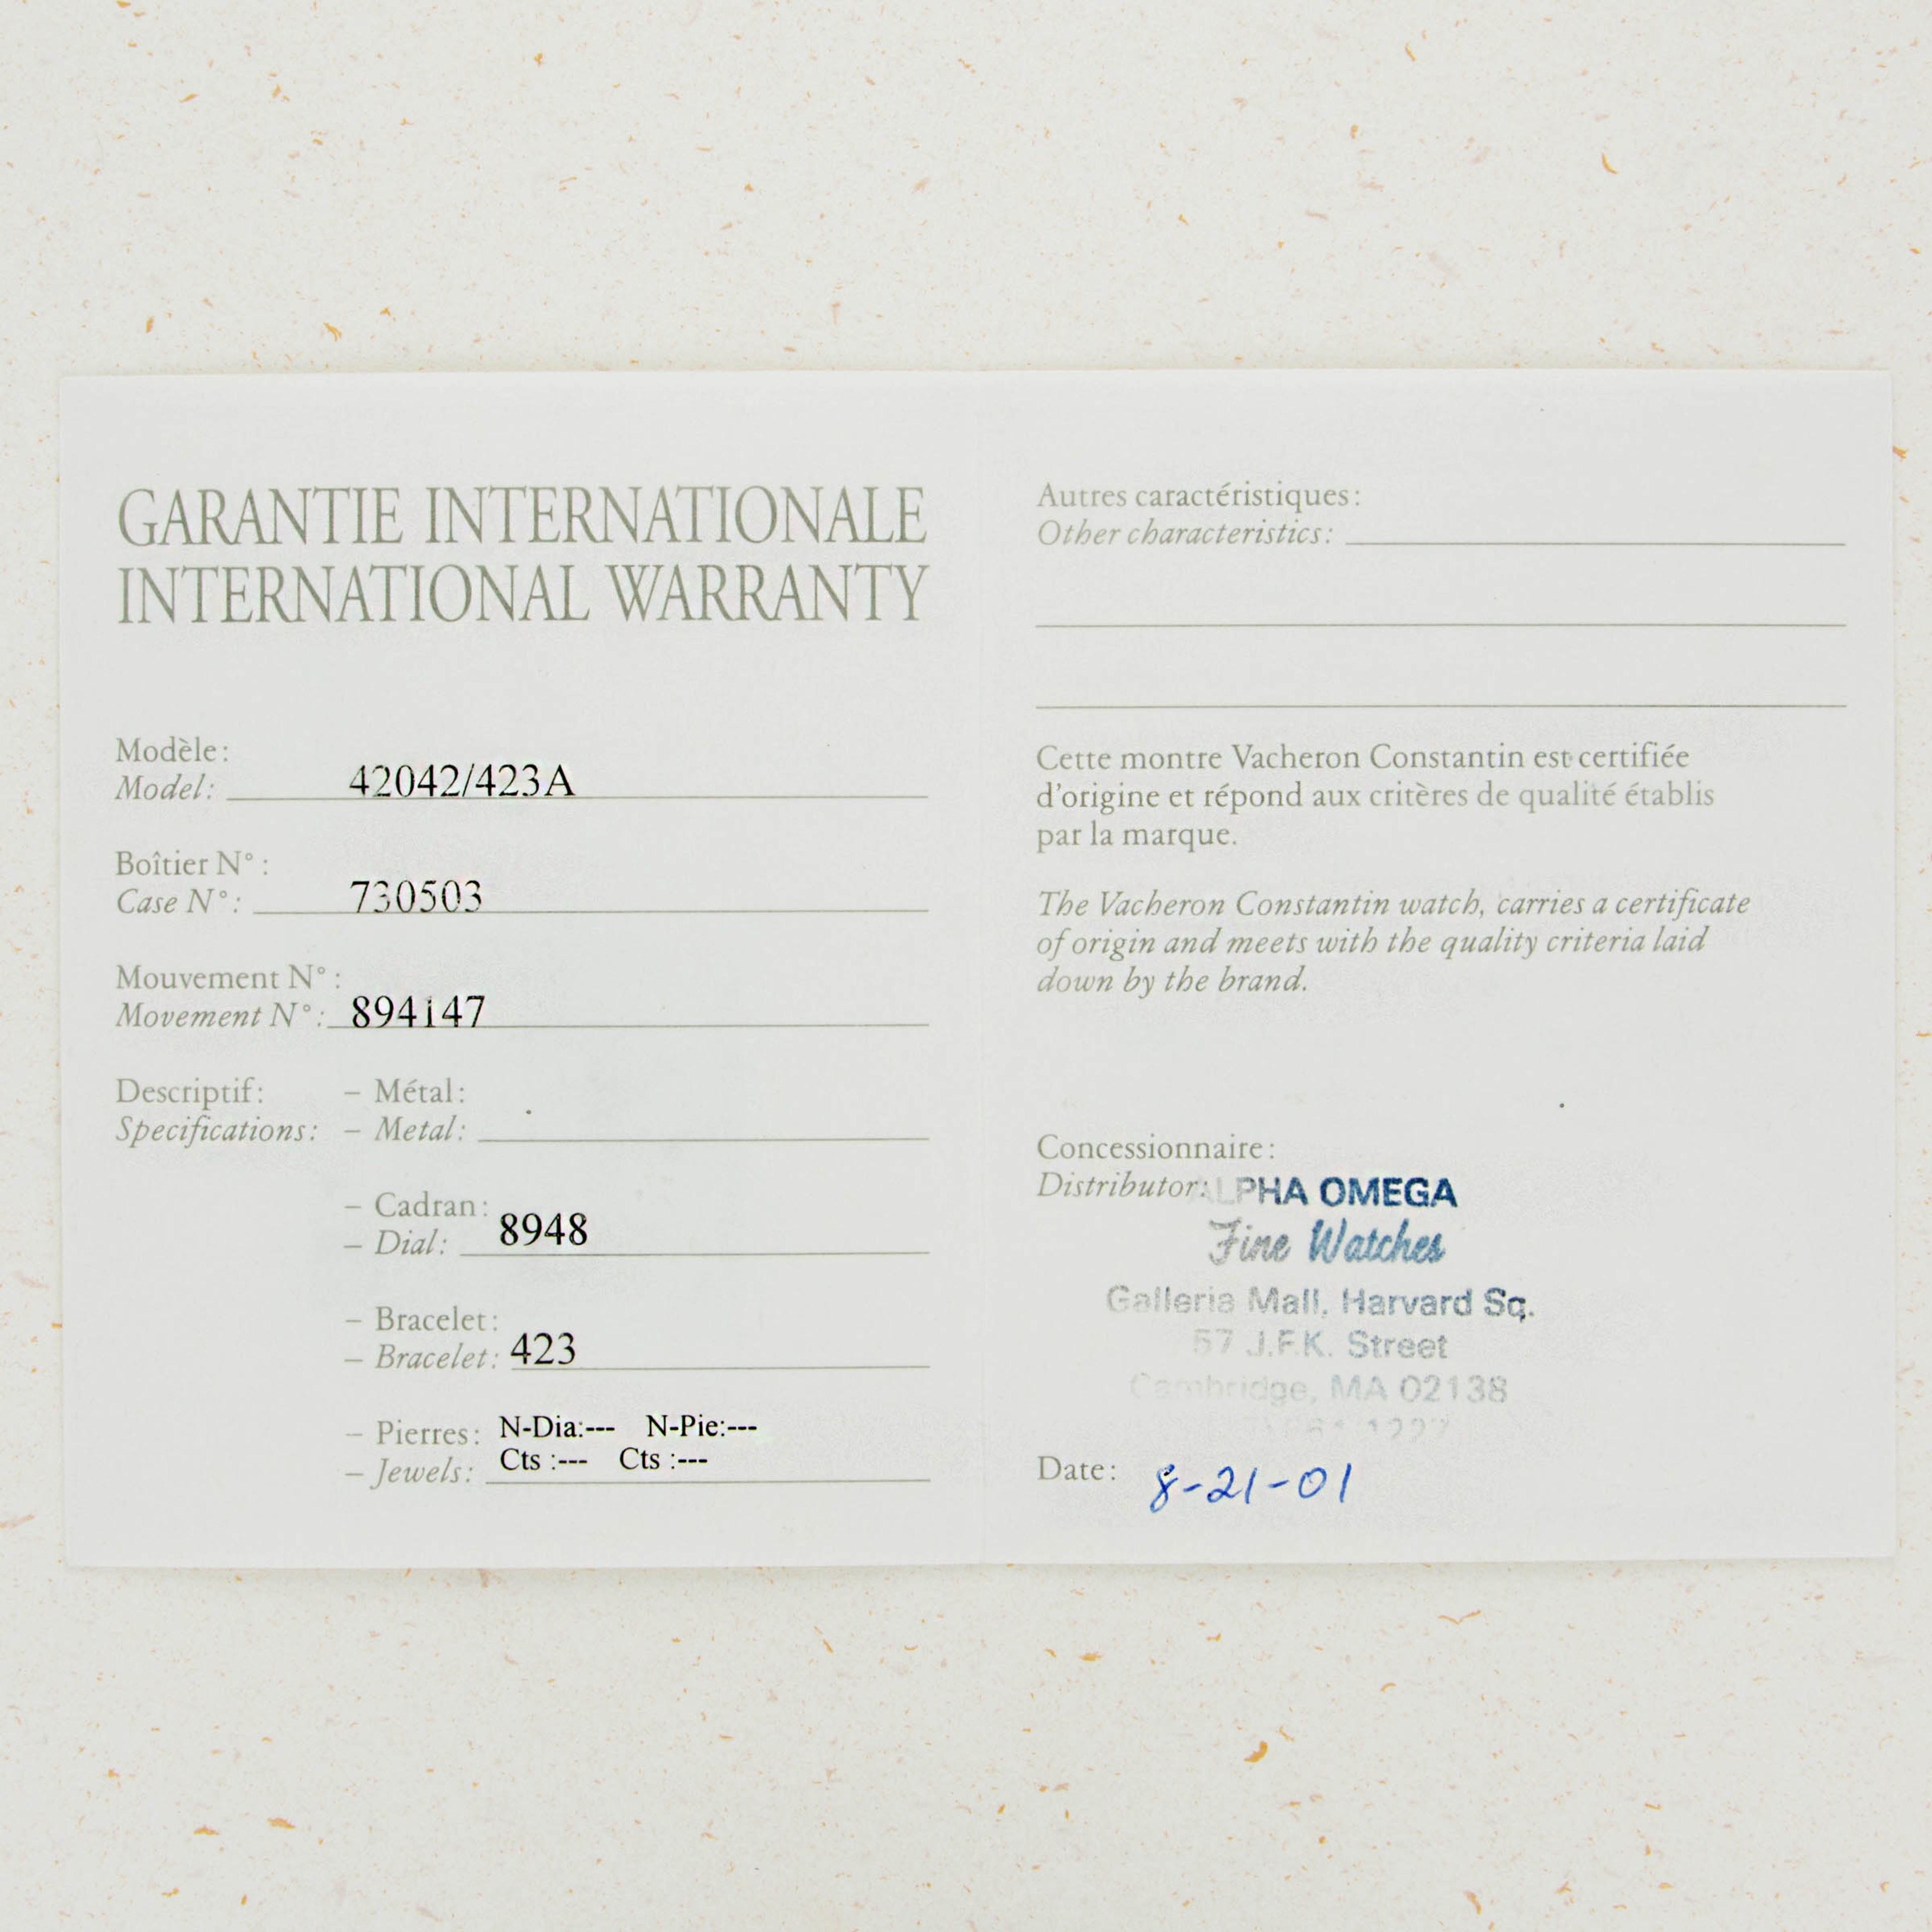 GARANTIE INTERNATIONALE
INTERNATIONAL WARRANTY
Modèle:
Model: 42042/423A
Boîtier N°:
Case N°: 730503
Mouvement N°:
Movement N°: 894147
Descriptif: – Métal:
Specifications: – Metal:
– Cadran:
– Dial: 8948
– Bracelet:
– Bracelet: 423
– Pierres: N-Dia:--- N-Pie:---
– Jewels: Cts :--- Cts :---
Autres caractéristiques:
Other characteristics:
Cette montre Vacheron Constantin est certifiée
d'origine et répond aux critères de qualité établis
par la marque.
The Vacheron Constantin watch, carries a certificate
of origin and meets with the quality criteria laid
down by the brand.
Concessionnaire:
Distributor: ALPHA OMEGA
Fine Watches
Galleria Mall, Harvard Sq.
57 J.F.K. Street
Cambridge, MA 02138
Date: 8-21-01